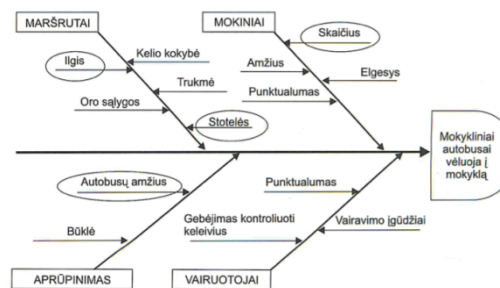 MARŠRUTAI
MOKINIAI
Skaičius
Kelio kokybė
Ilgis
Amžius
Elgesys
Trukmė
Punktualumas
Oro sąlygos
Stotelės
Mokykliniai
autobusai
vėluoja į
mokyklą
Autobusų amžius
Punktualumas
Gebėjimas kontroliuoti
keleivius
Vairavimo įgūdžiai
Būklė
APRŪPINIMAS
VAIRUOTOJAI